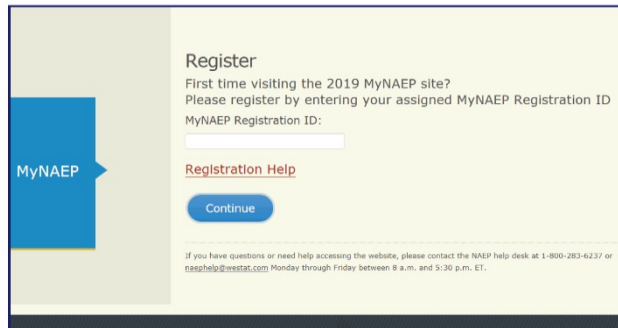 Register
First time visiting the 2019 MyNAEP site?
Please register by entering your assigned MyNAEP Registration ID
MyNAEP Registration ID:
MyNAEP
Registration Help
Continue
If you have questions or need help accessing the website, please contact the NAEP help desk at 1-800-283-6237 or
naephelp@westat.com Monday through Friday between 8 a.m. and 5:30 p.m. ET.